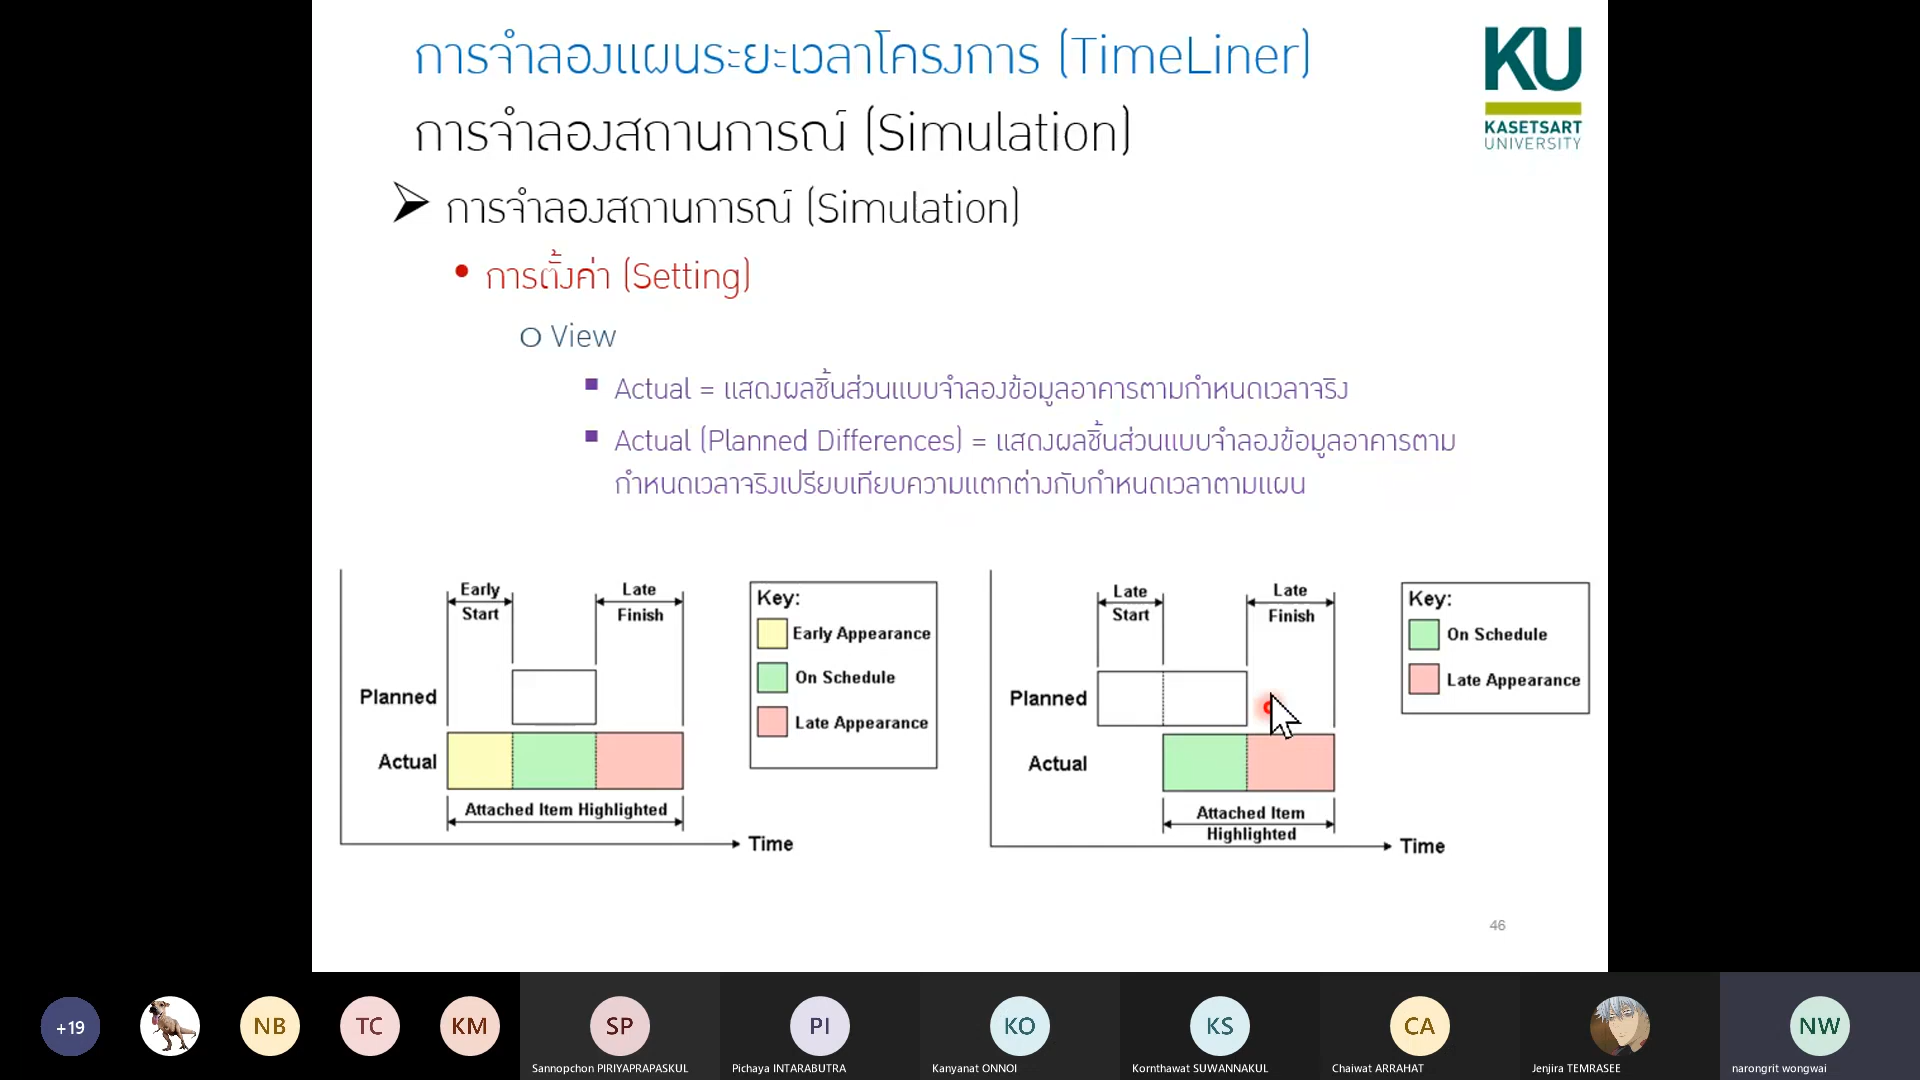 การจำลองแผนระยะเวลาโครงการ (TimeLiner)
KU
KASETSART
UNIVERSITY
การจำลองสถานการณ์ (Simulation)
➢ การจำลองสถานการณ์ (Simulation)
• การตั้งค่า (Setting)
o View
▪ Actual = แสดงผลชิ้นส่วนแบบจำลองข้อมูลอาคารตามกำหนดเวลาจริง
▪ Actual (Planned Differences) = แสดงผลชิ้นส่วนแบบจำลองข้อมูลอาคารตาม
กำหนดเวลาจริงเปรียบเทียบความแตกต่างกับกำหนดเวลาตามแผน
Early
Start
Late
Finish
Planned
Actual
Attached Item Highlighted
Time
Key:
Early Appearance
On Schedule
Late Appearance
Late
Start
Late
Finish
Planned
Actual
Attached Item
Highlighted
Time
Key:
On Schedule
Late Appearance
46
+19
NB
TC
KM
SP
PI
KO
KS
CA
NW
Sannopchon PIRIYAPRAPASKUL
Pichaya INTARABUTRA
Kanyanat ONNOI
Kornthawat SUWANNAKUL
Chaiwat ARRAHAT
Jenjira TEMRASEE
narongrit wongwai